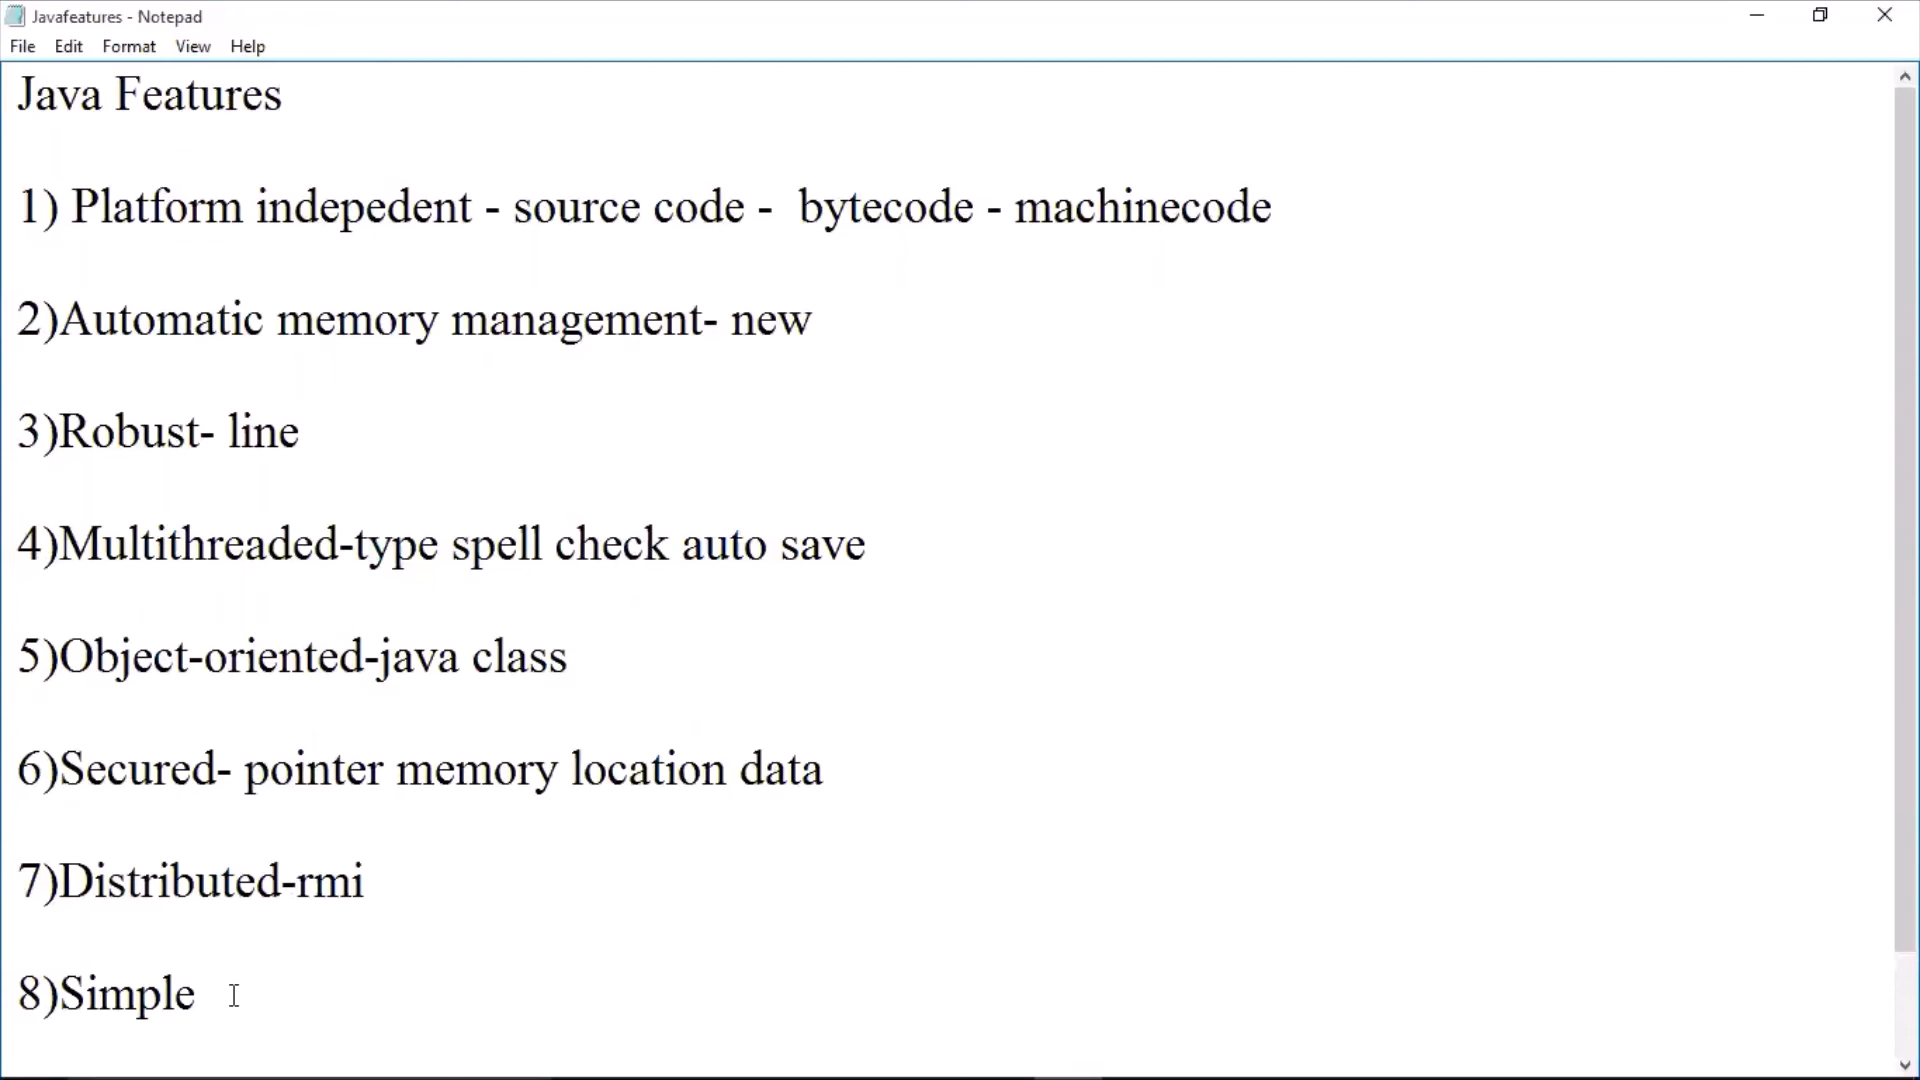 Javafeatures - Notepad
File Edit Format View Help
Java Features
1) Platform indepedent - source code -  bytecode - machinecode
2)Automatic memory management- new
3)Robust- line
4)Multithreaded-type spell check auto save
5)Object-oriented-java class
6)Secured- pointer memory location data
7)Distributed-rmi
8)Simple